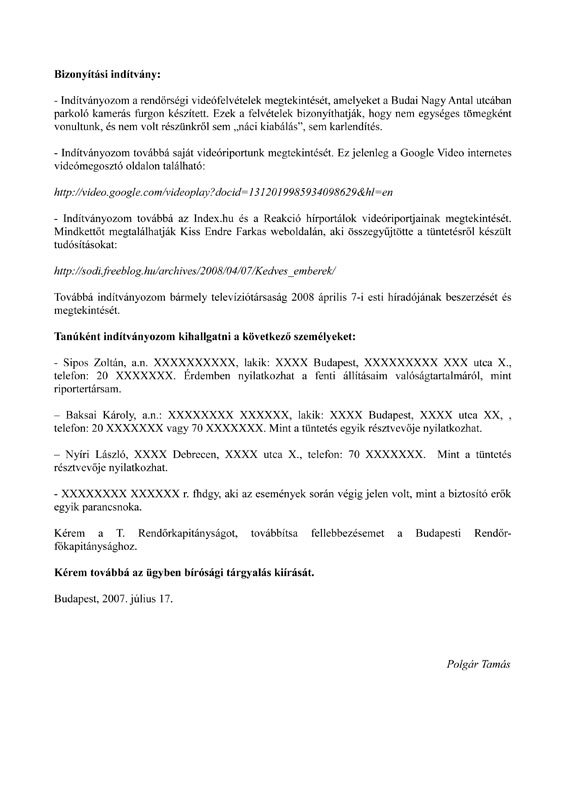 Bizonyítási indítvány:
- Indítványozom a rendőrségi videófelvételek megtekintését, amelyeket a Budai Nagy Antal utcában
parkoló kamerás furgon készített. Ezek a felvételek bizonyíthatják, hogy nem egységes tömegként
vonultunk, és nem volt részünkről sem „náci kiabálás”, sem karlendítés.
- Indítványozom továbbá saját videóriportunk megtekintését. Ez jelenleg a Google Video internetes
videómegosztó oldalon található:
http://video.google.com/videoplay?docid=1312019985934098629&hl=en
- Indítványozom továbbá az Index.hu és a Reakció hírportálok videóriportjainak megtekintését.
Mindkettőt megtalálhatják Kiss Endre Farkas weboldalán, aki összegyűjtötte a tüntetésről készült
tudósításokat:
http://sodi.freeblog.hu/archives/2008/04/07/Kedves_emberek/
Továbbá indítványozom bármely televíziótársaság 2008 április 7-i esti híradójának beszerzését és
megtekintését.
Tanúként indítványozom kihallgatni a következő személyeket:
- Sipos Zoltán, a.n. XXXXXXXXXX, lakik: XXXX Budapest, XXXXXXXXX XXX utca X.,
telefon: 20 XXXXXXX. Érdemben nyilatkozhat a fenti állításaim valóságtartalmáról, mint
riportertársam.
– Baksai Károly, a.n.: XXXXXXXX XXXXXX, lakik: XXXX Budapest, XXXX utca XX, ,
telefon: 20 XXXXXXX vagy 70 XXXXXXX. Mint a tüntetés egyik résztvevője nyilatkozhat.
– Nyíri László, XXXX Debrecen, XXXX utca X., telefon: 70 XXXXXXX. Mint a tüntetés
résztvevője nyilatkozhat.
- XXXXXXXX XXXXXX r. fhdgy, aki az események során végig jelen volt, mint a biztosító erők
egyik parancsnoka.
Kérem a T. Rendőrkapitányságot, továbbítsa fellebbezésemet a Budapesti Rendőr-
főkapitánysághoz.
Kérem továbbá az ügyben bírósági tárgyalás kiírását.
Budapest, 2007. július 17.
Polgár Tamás